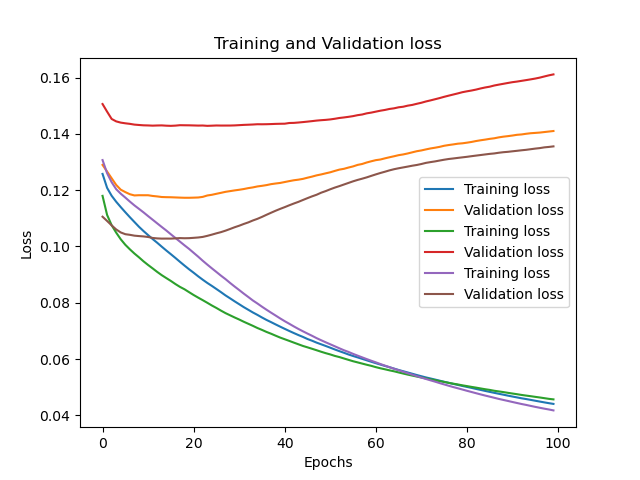 Training and Validation loss
0.16
0.14
0.12
0.10
0.08
0.06
0.04
Loss
Training loss
Validation loss
Training loss
Validation loss
Training loss
Validation loss
0 20 40 60 80 100
Epochs